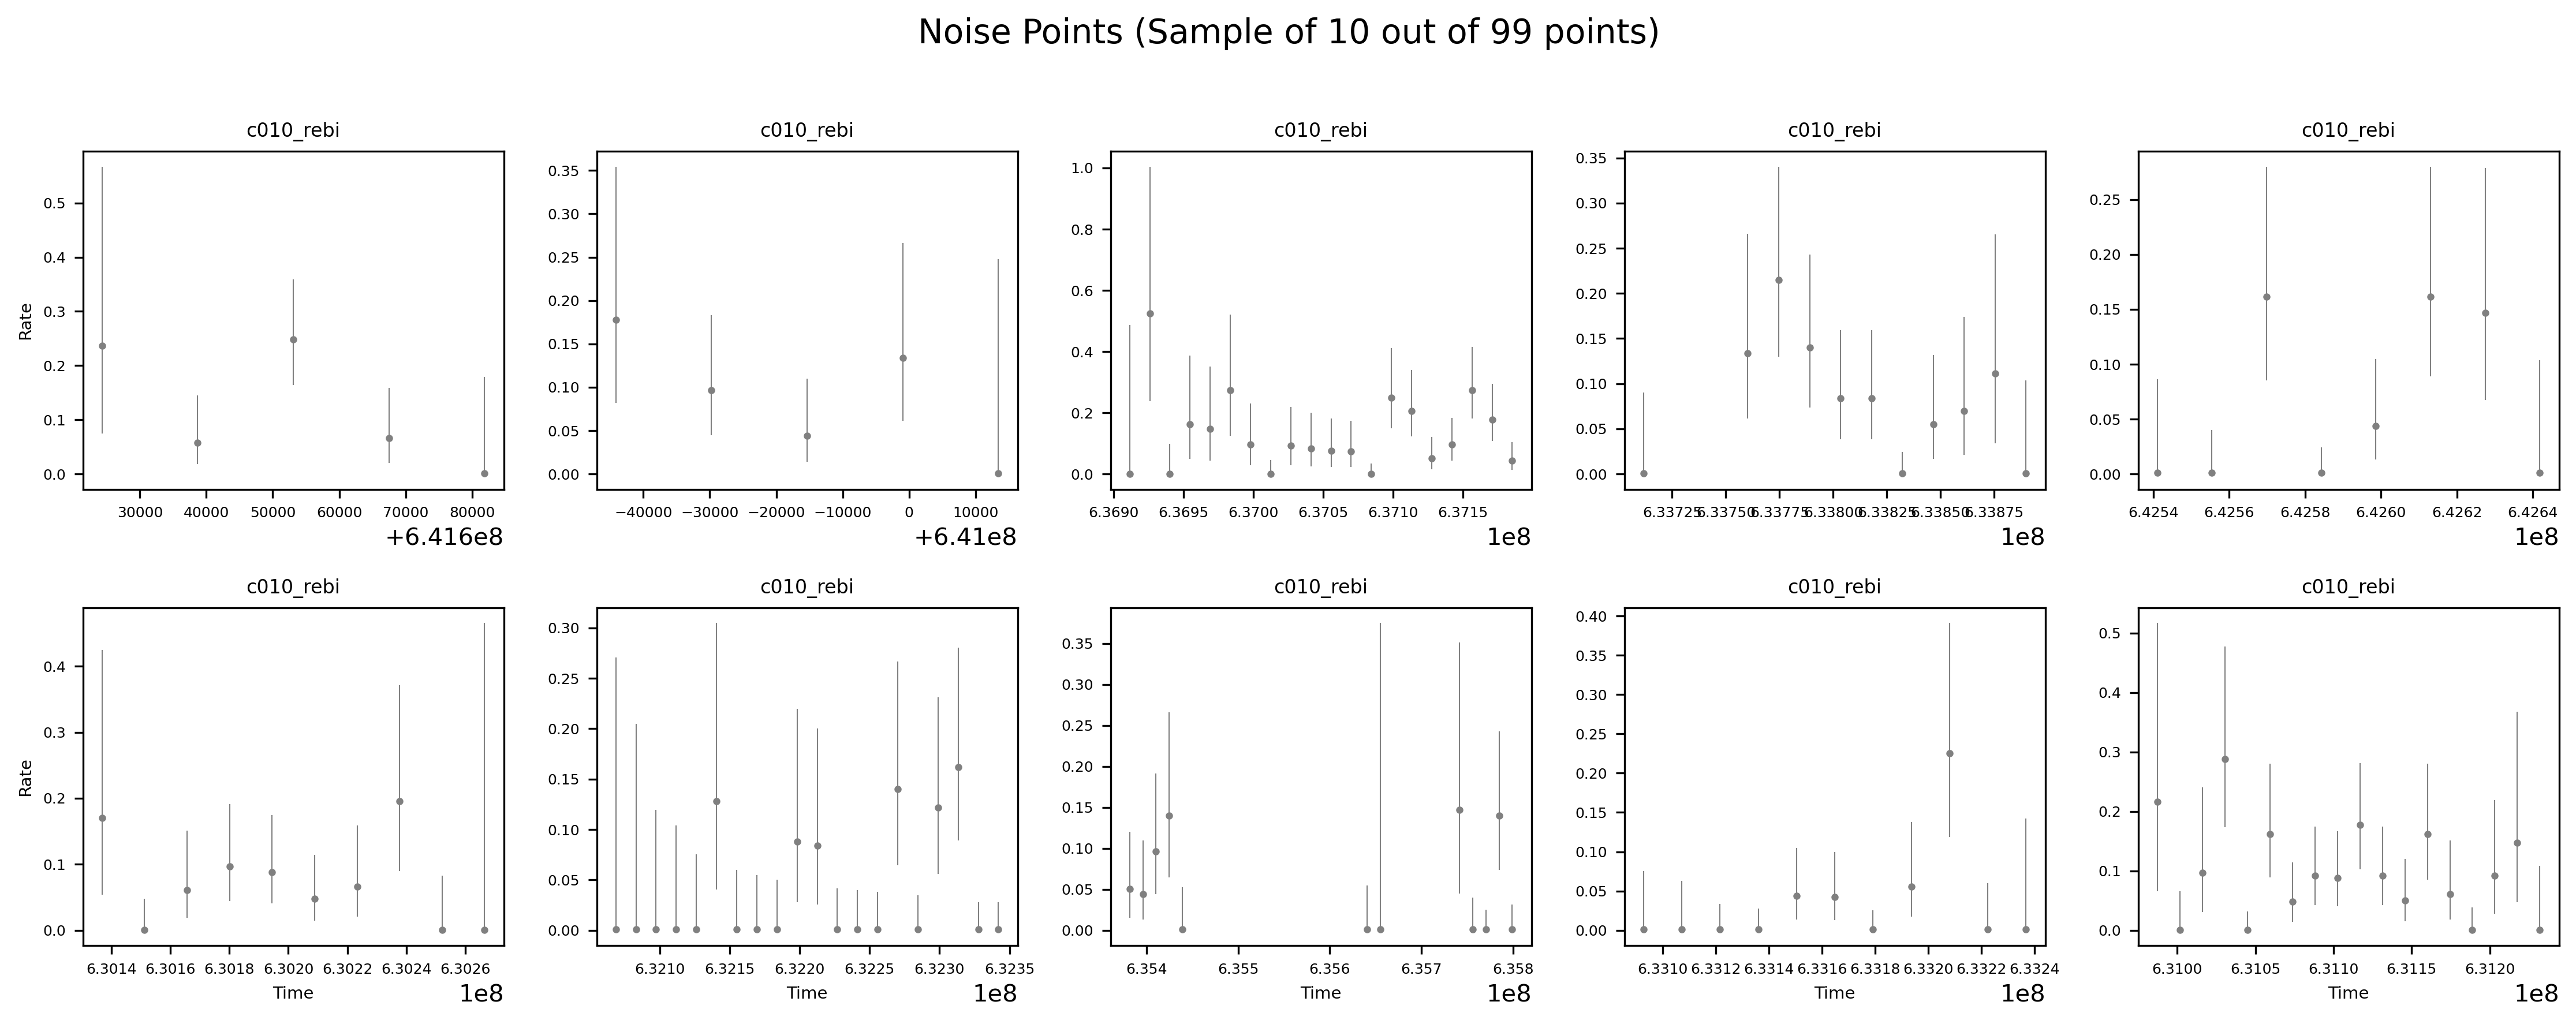 Noise Points (Sample of 10 out of 99 points)
c010_rebi c010_rebi c010_rebi c010_rebi c010_rebi
Rate
0.5
0.4
0.3
0.2
0.1
0.0
30000 40000 50000 60000 70000 80000
+6.416e8
0.35
0.30
0.25
0.20
0.15
0.10
0.05
0.00
−40000 −30000 −20000 −10000 0 10000
+6.41e8
1.0
0.8
0.6
0.4
0.2
0.0
6.3690 6.3695 6.3700 6.3705 6.3710 6.3715
1e8
0.35
0.30
0.25
0.20
0.15
0.10
0.05
0.00
6.33725 6.33750 6.33775 6.33800 6.33825 6.33850 6.33875
1e8
0.25
0.20
0.15
0.10
0.05
0.00
6.4254 6.4256 6.4258 6.4260 6.4262 6.4264
1e8
c010_rebi c010_rebi c010_rebi c010_rebi c010_rebi
Rate
0.4
0.3
0.2
0.1
0.0
6.3014 6.3016 6.3018 6.3020 6.3022 6.3024 6.3026
Time
1e8
0.30
0.25
0.20
0.15
0.10
0.05
0.00
6.3210 6.3215 6.3220 6.3225 6.3230 6.3235
Time
1e8
0.35
0.30
0.25
0.20
0.15
0.10
0.05
0.00
6.354 6.355 6.356 6.357 6.358
Time
1e8
0.40
0.35
0.30
0.25
0.20
0.15
0.10
0.05
0.00
6.3310 6.3312 6.3314 6.3316 6.3318 6.3320 6.3322 6.3324
Time
1e8
0.5
0.4
0.3
0.2
0.1
0.0
6.3100 6.3105 6.3110 6.3115 6.3120
Time
1e8